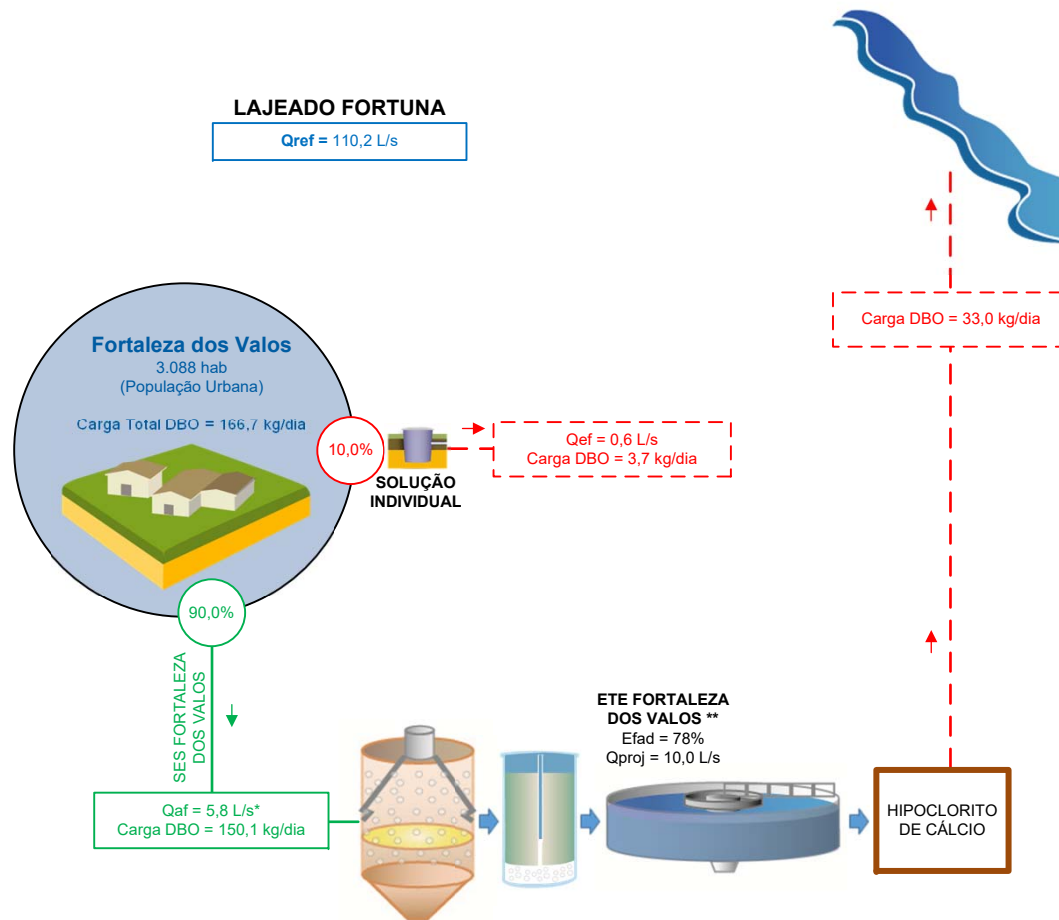 LAJEADO FORTUNA
Qref = 110,2 L/s
Fortaleza dos Valos
3.088 hab
(População Urbana)
Carga Total DBO = 166,7 kg/dia
10,0%
SOLUÇÃO
INDIVIDUAL
Qef = 0,6 L/s
Carga DBO = 3,7 kg/dia
Carga DBO = 33,0 kg/dia
90,0%
SES FORTALEZA
DOS VALOS
Qaf = 5,8 L/s*
Carga DBO = 150,1 kg/dia
ETE FORTALEZA
DOS VALOS **
Efad = 78%
Qproj = 10,0 L/s
HIPOCLORITO
DE CÁLCIO